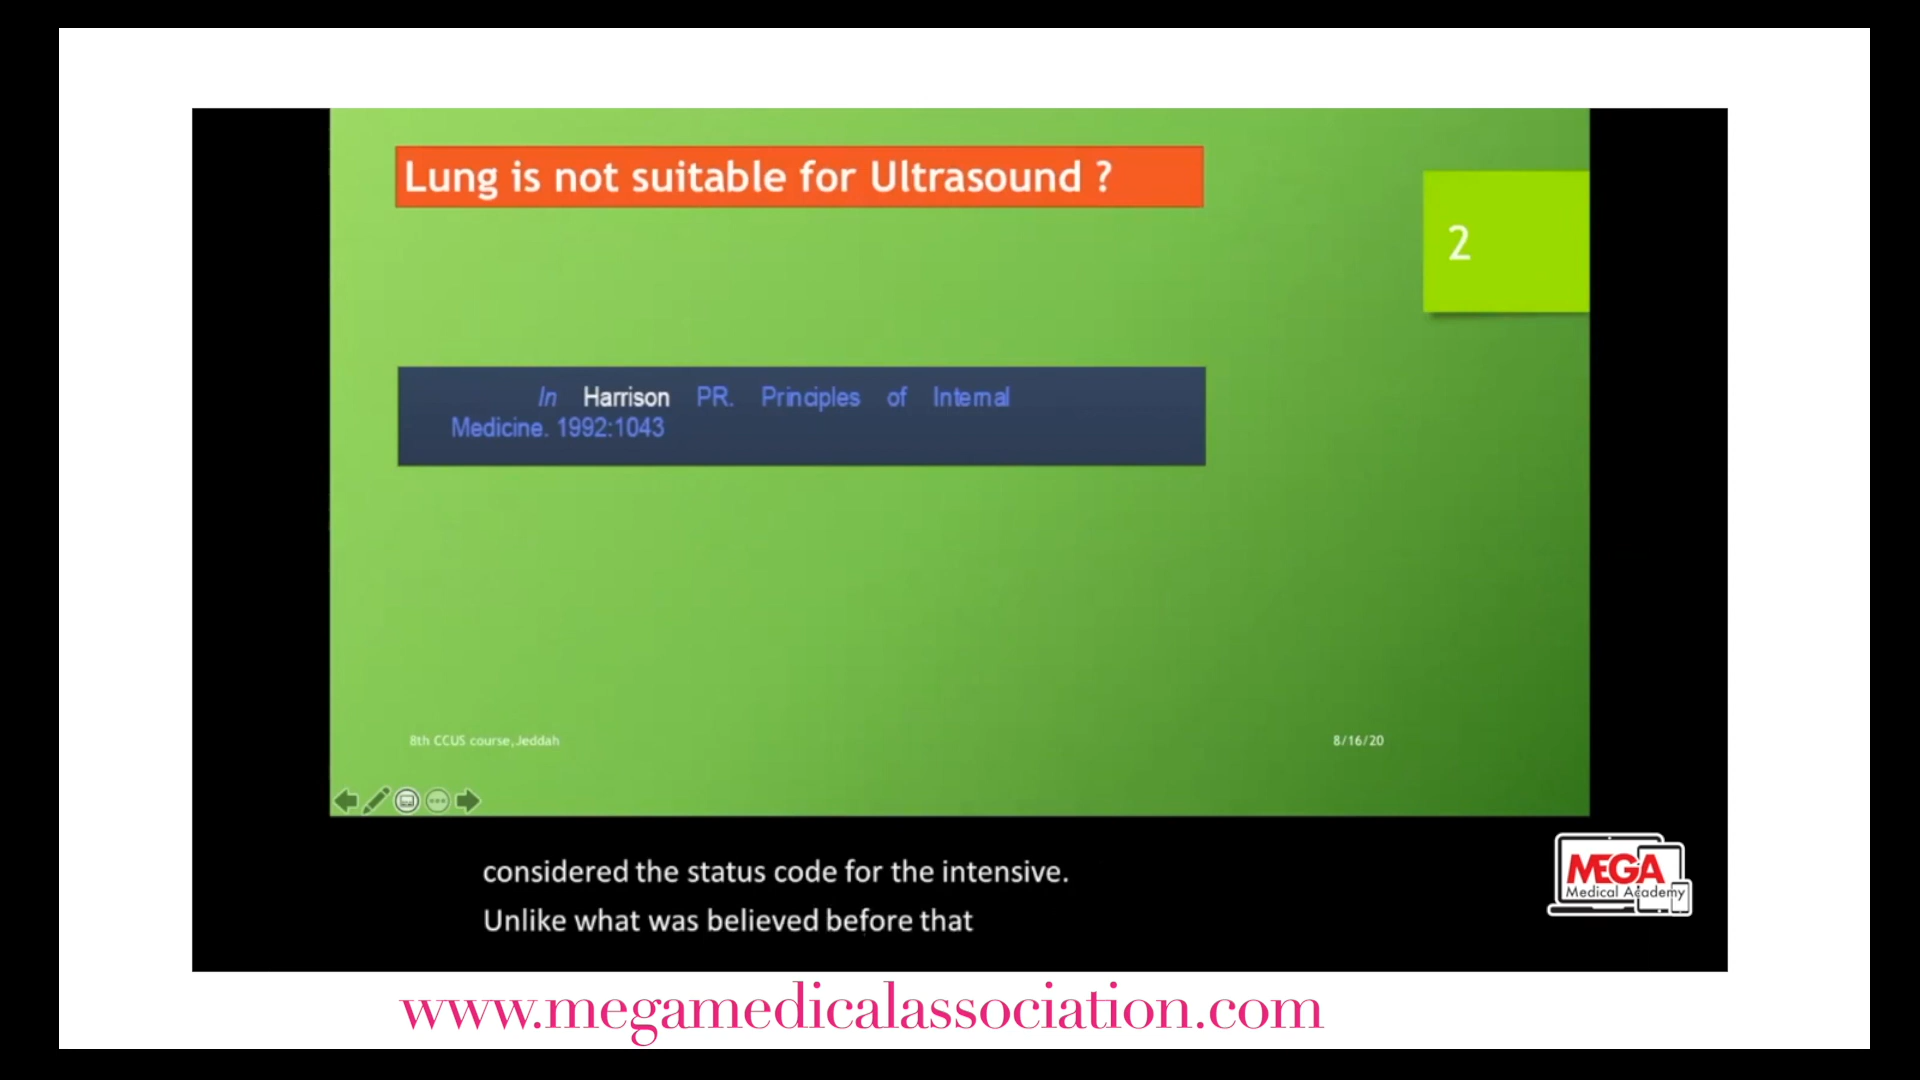 Lung is not suitable for Ultrasound ?
2
In Harrison PR. Principles of Internal
Medicine. 1992:1043
8th CCUS course,Jeddah
8/16/20
considered the status code for the intensive.
Unlike what was believed before that
MEGA
Medical Academy
www.megamedicalassociation.com